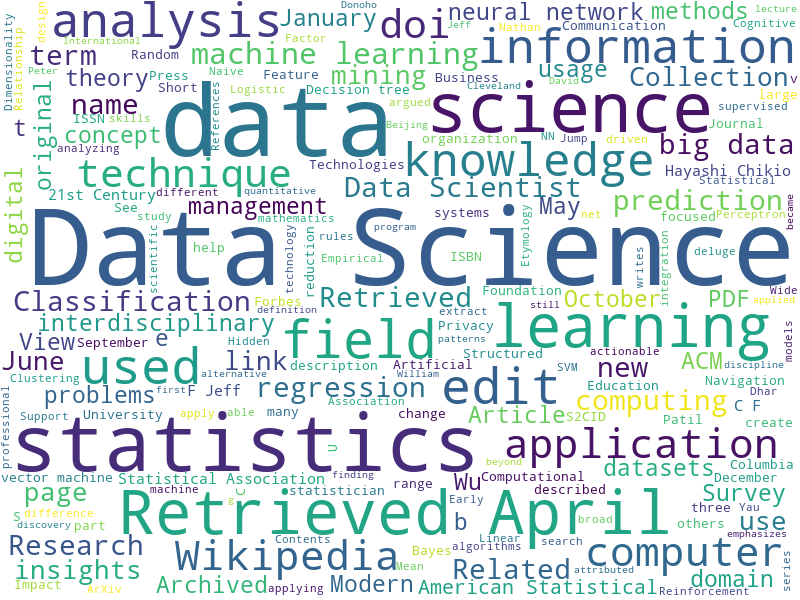 Donoho
Jeff
Nathan
lecture
analysis
January
doi
neural network
methods
Dimensionality
Relationship
design
International
Factor
Communication
Cognitive
term
Random
machine learning
information
Peter
theory
Press
Naive
Feature
mining
Business
Cleveland
usage
David
Collection
v
Short
Logistic
Decision tree
argued
large
supervised
name
data
science
original
ISSN
skills
References
Beijing
organization
NN
Jump
driven
Journal
t
concept
analyzing
Technologies
knowledge
big data
technique
Hayashi Chikio
Statistical
21st Century
different
quantitative
Data Scientist
prediction
digital
See
management
mathematics
systems
May
net
focused
Perceptron
became
study
program
Data Science
scientific
help
technology
reduction
rules
Empirical
ISBN
Etymology
writes
integration
deluge
Classification
Forbes
definition
Retrieved
Foundation
October
PDF
Wide
applied
interdisciplinary
extract
still
Privacy
patterns
learning
models
View
September
e
Hidden
field
Structured
actionable
June
used
link
description
Artificial
SVM
new
ACM
discipline
Clustering
alternative
William
edit
Education
Navigation
problems
first
F
Jeff
regression
computing
Dhar
professional
Support
University
apply
able
many
Association
change
Article
S2CID
Patil
C F
create
statistics
U
application
beyond
vector machine
Statistical Association
finding
Wu
Computational
datasets
Columbia
December
page
machine
g
C
statistician
range
described
Survey
S
difference
Retrieved April
Early
b
broad
three
Yau
use
discovery
part
others
emphasizes
Research
Contents
Wikipedia
Bayes
Linear
algorithms
search
computer
insights
Mean
Related
attributed
domain
series
Impact
ArXiv
Archived
applying
Modern
American Statistical
Reinforcement